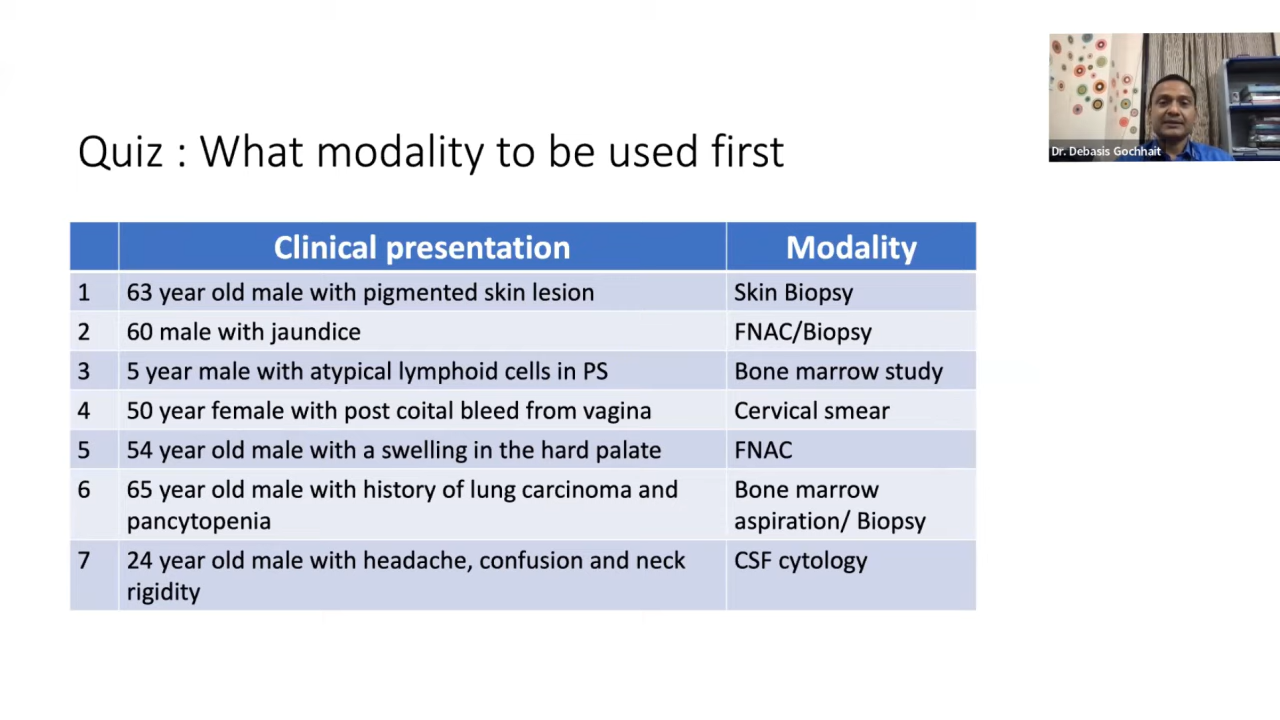 Dr. Debasis Gochhait
Quiz : What modality to be used first
Clinical presentation Modality
1 63 year old male with pigmented skin lesion Skin Biopsy
2 60 male with jaundice FNAC/Biopsy
3 5 year male with atypical lymphoid cells in PS Bone marrow study
4 50 year female with post coital bleed from vagina Cervical smear
5 54 year old male with a swelling in the hard palate FNAC
6 65 year old male with history of lung carcinoma and Bone marrow
pancytopenia aspiration/ Biopsy
7 24 year old male with headache, confusion and neck CSF cytology
rigidity